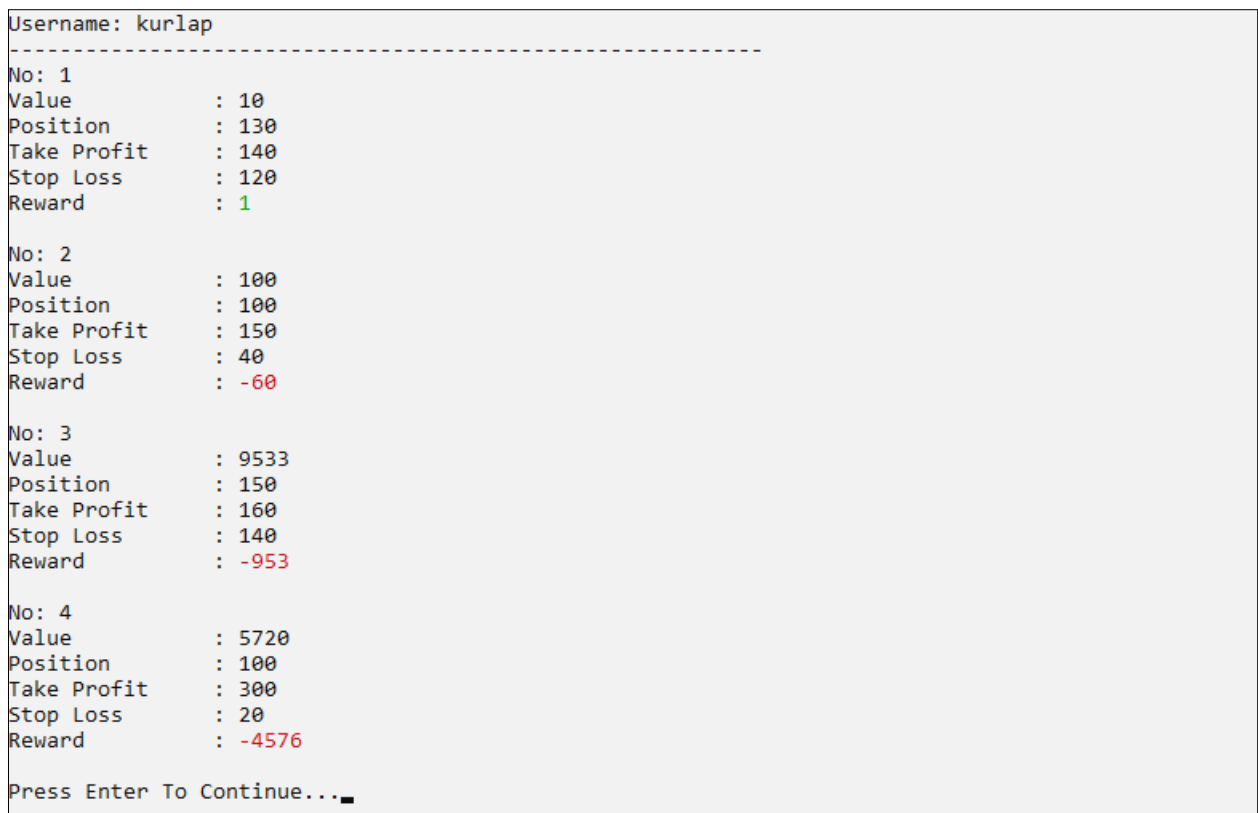 Username: kurlap
-----------------------------------------------------------
No: 1
Value : 10
Position : 130
Take Profit : 140
Stop Loss : 120
Reward : 1
No: 2
Value : 100
Position : 100
Take Profit : 150
Stop Loss : 40
Reward : -60
No: 3
Value : 9533
Position : 150
Take Profit : 160
Stop Loss : 140
Reward : -953
No: 4
Value : 5720
Position : 100
Take Profit : 300
Stop Loss : 20
Reward : -4576
Press Enter To Continue...